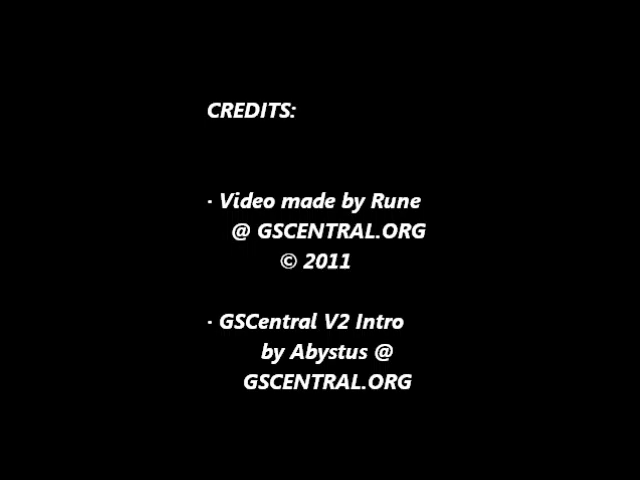 CREDITS:
· Video made by Rune
@ GSCENTRAL.ORG
© 2011
· GSCentral V2 Intro
by Abystus @
GSCENTRAL.ORG